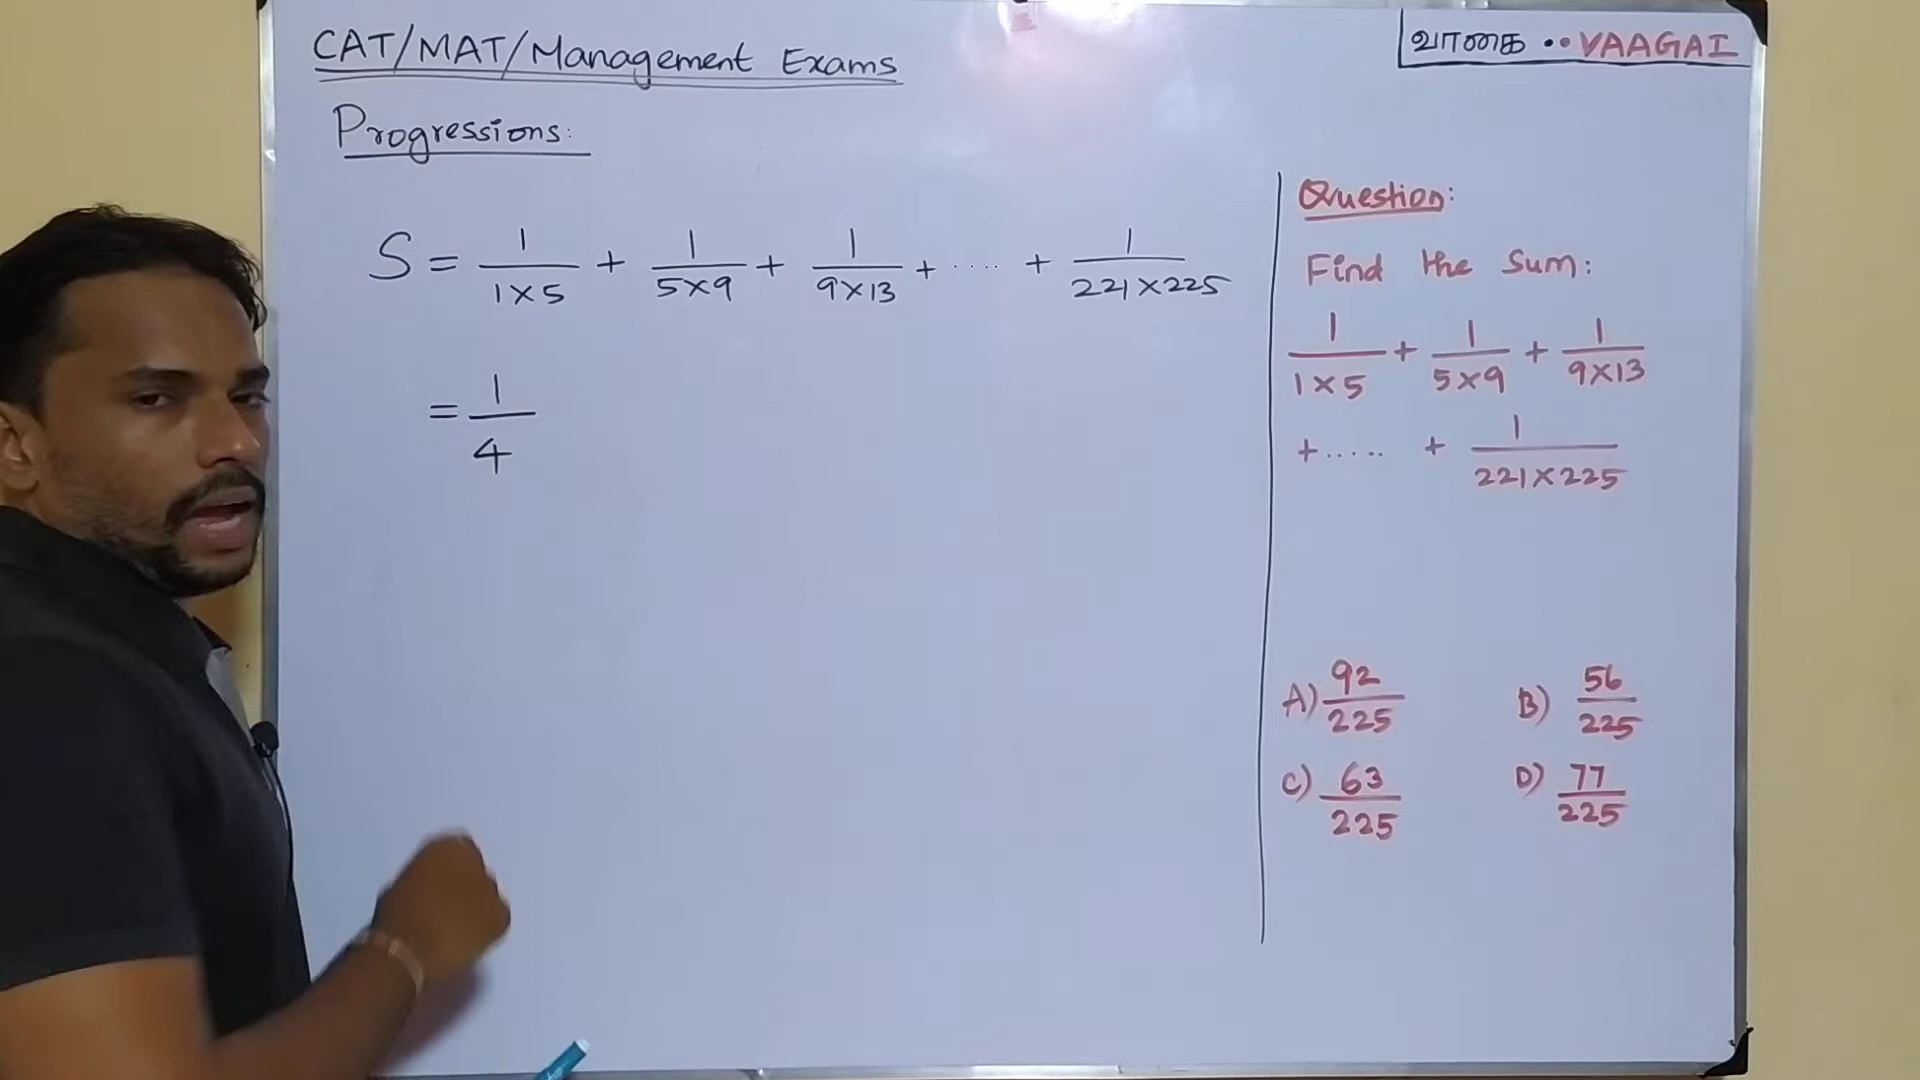 CAT/MAT/Management Exams
வாகை ..VAAGAI
Progressions:
S = 1/(1×5) + 1/(5×9) + 1/(9×13) + .... + 1/(221×225)
= 1/4
Question:
Find the Sum:
1/(1×5) + 1/(5×9) + 1/(9×13)
+ ..... + 1/(221×225)
A) 92/225 B) 56/225
C) 63/225 D) 77/225